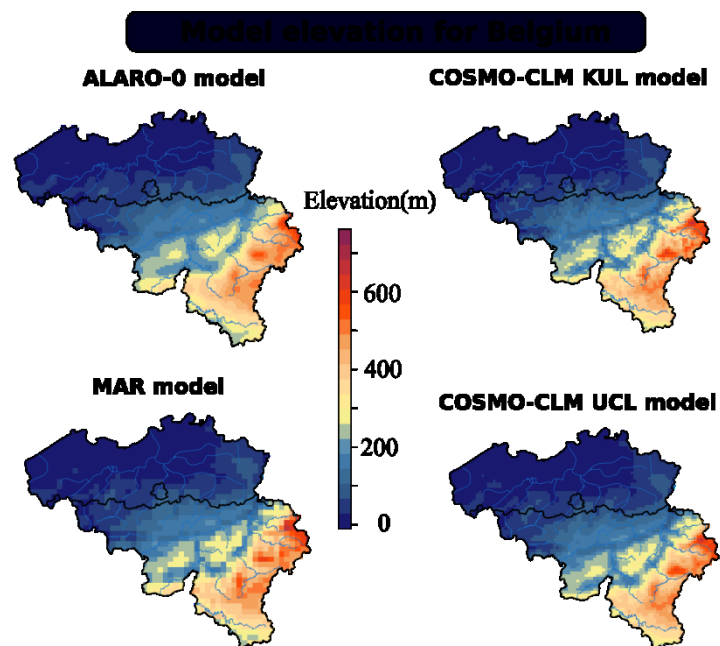 Model elevation for Belgium
ALARO-0 model
COSMO-CLM KUL model
Elevation(m)
600
400
200
0
MAR model
COSMO-CLM UCL model